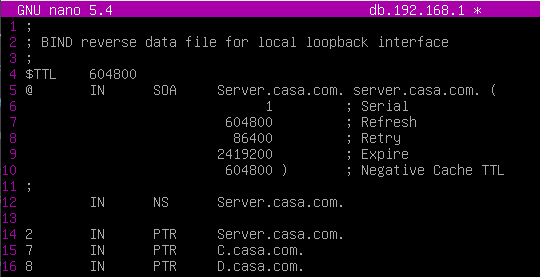 GNU nano 5.4 db.192.168.1 *
1 ;
2 ; BIND reverse data file for local loopback interface
3 ;
4 $TTL 604800
5 @ IN SOA Server.casa.com. server.casa.com. (
6 1 ; Serial
7 604800 ; Refresh
8 86400 ; Retry
9 2419200 ; Expire
10 604800 ) ; Negative Cache TTL
11 ;
12 IN NS Server.casa.com.
13
14 2 IN PTR Server.casa.com.
15 7 IN PTR C.casa.com.
16 8 IN PTR D.casa.com.